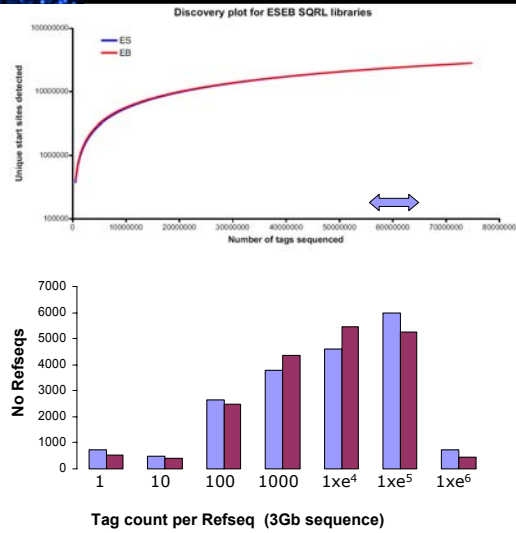 Discovery plot for ESEB SQRL libraries
100000000
ES
EB
10000000
Unique start sites detected
1000000
100000
0 10000000 20000000 30000000 40000000 50000000 60000000 70000000 80000000
Number of tags sequenced
7000
6000
5000
4000
3000
2000
1000
0
No Refseqs
1 10 100 1000 1xe⁴ 1xe⁵ 1xe⁶
Tag count per Refseq (3Gb sequence)